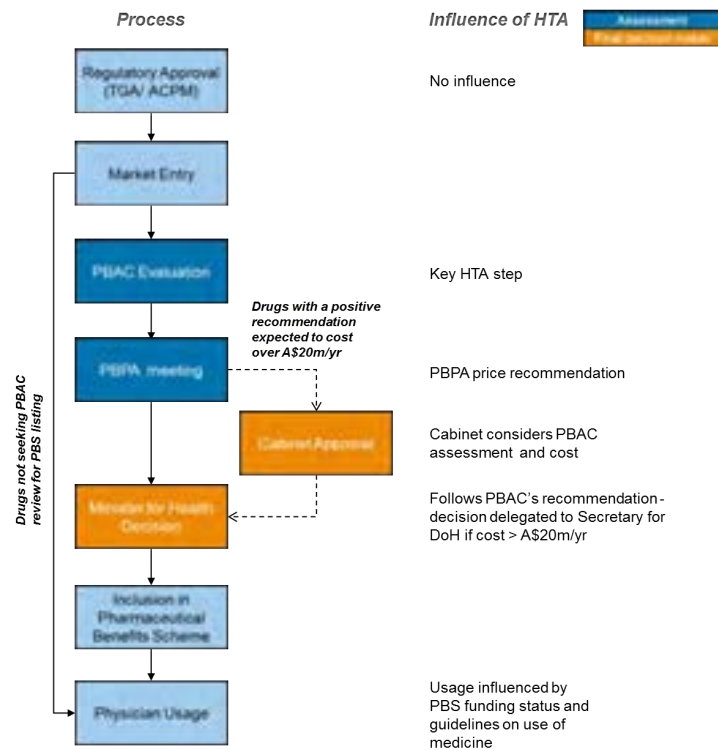 Process
Influence of HTA
Assessment
Final decision maker
Regulatory Approval
(TGA/ ACPM)
No influence
Market Entry
PBAC Evaluation
Key HTA step
Drugs with a positive
recommendation
expected to cost
over A$20m/yr
PBPA meeting
PBPA price recommendation
Drugs not seeking PBAC
review for PBS listing
Cabinet Approval
Cabinet considers PBAC
assessment and cost
Minister for Health
Decision
Follows PBAC's recommendation -
decision delegated to Secretary for
DoH if cost > A$20m/yr
Inclusion in
Pharmaceutical
Benefits Scheme
Physician Usage
Usage influenced by
PBS funding status and
guidelines on use of
medicine